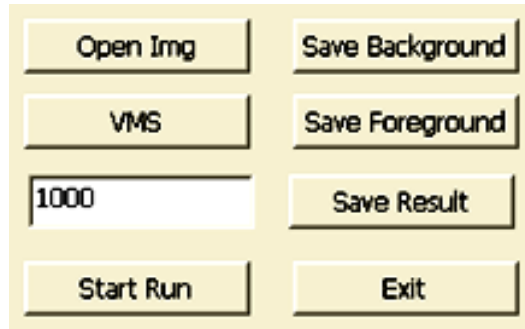 Open Img
Save Background
VMS
Save Foreground
1000
Save Result
Start Run
Exit